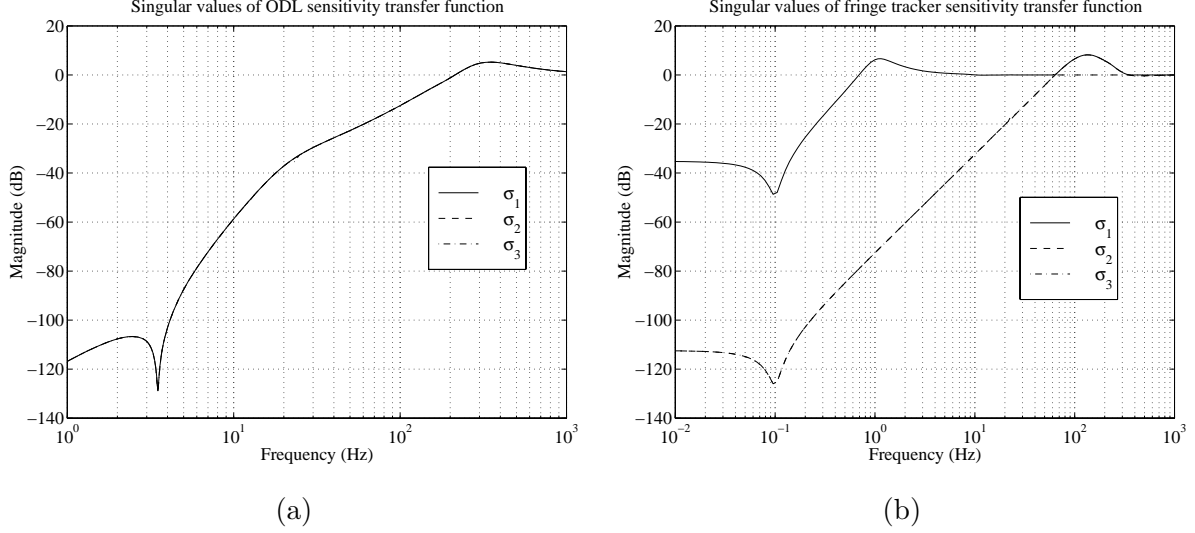 Singular values of ODL sensitivity transfer function
20
0
−20
−40
−60
−80
−100
−120
−140
Magnitude (dB)
σ1
σ2
σ3
10^0
10^1
10^2
10^3
Frequency (Hz)
(a)
Singular values of fringe tracker sensitivity transfer function
20
0
−20
−40
−60
−80
−100
−120
−140
Magnitude (dB)
σ1
σ2
σ3
10^−2
10^−1
10^0
10^1
10^2
10^3
Frequency (Hz)
(b)